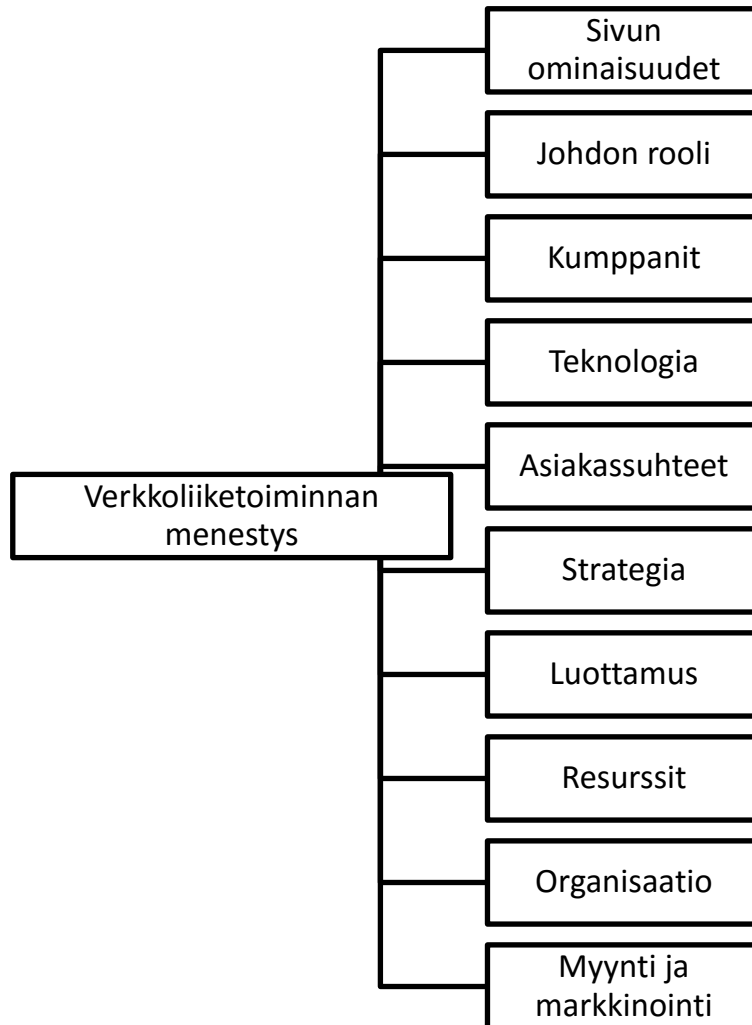 Sivun
ominaisuudet
Johdon rooli
Kumppanit
Teknologia
Asiakassuhteet
Verkkoliiketoiminnan
menestys
Strategia
Luottamus
Resurssit
Organisaatio
Myynti ja
markkinointi